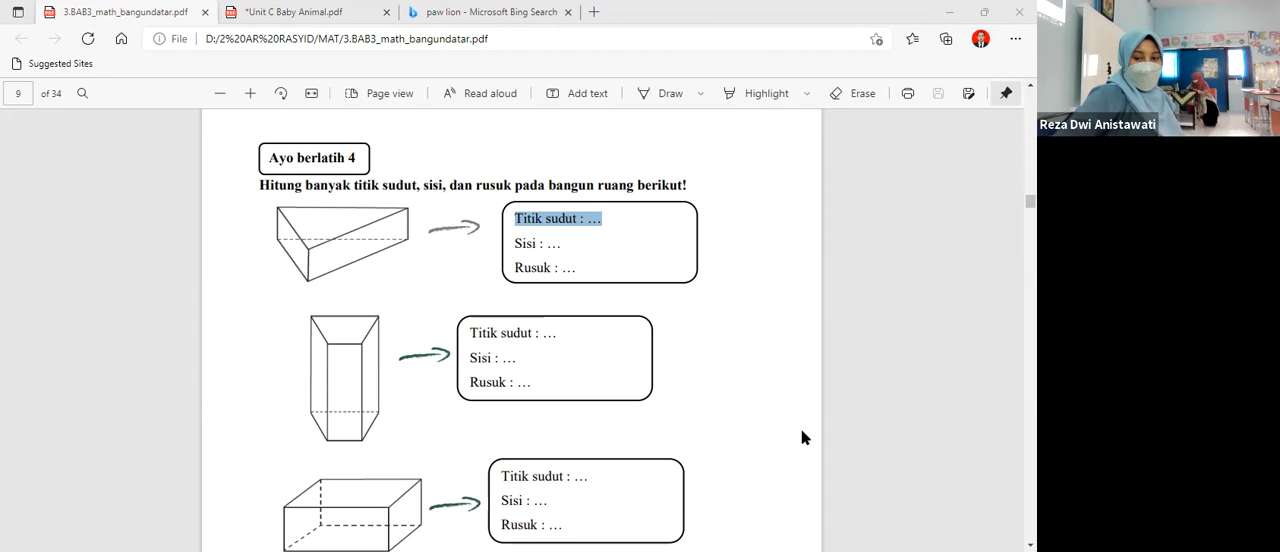 3.BAB3_math_bangundatar.pdf
*Unit C Baby Animal.pdf
paw lion - Microsoft Bing Search
File
D:/2%20AR%20RASYID/MAT/3.BAB3_math_bangundatar.pdf
Suggested Sites
9 of 34
Page view
Read aloud
Add text
Draw
Highlight
Erase
Reza Dwi Anistawati
Ayo berlatih 4
Hitung banyak titik sudut, sisi, dan rusuk pada bangun ruang berikut!
Titik sudut : …
Sisi : …
Rusuk : …
Titik sudut : …
Sisi : …
Rusuk : …
Titik sudut : …
Sisi : …
Rusuk : …